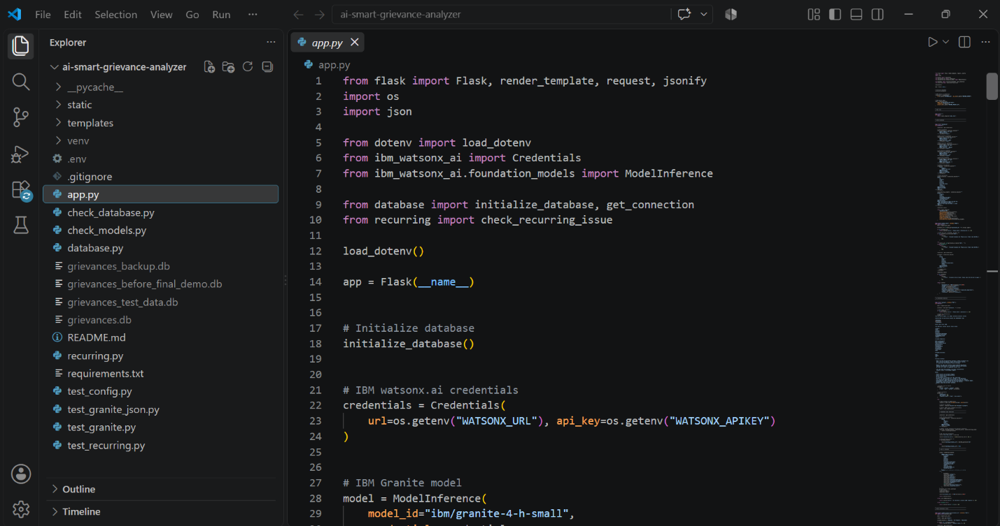 File Edit Selection View Go Run ···
ai-smart-grievance-analyzer
Explorer
ai-smart-grievance-analyzer
__pycache__
static
templates
venv
.env
.gitignore
app.py
check_database.py
check_models.py
database.py
grievances_backup.db
grievances_before_final_demo.db
grievances_test_data.db
grievances.db
README.md
recurring.py
requirements.txt
test_config.py
test_granite_json.py
test_granite.py
test_recurring.py
Outline
Timeline
app.py
app.py
1 from flask import Flask, render_template, request, jsonify
2 import os
3 import json
4
5 from dotenv import load_dotenv
6 from ibm_watsonx_ai import Credentials
7 from ibm_watsonx_ai.foundation_models import ModelInference
8
9 from database import initialize_database, get_connection
10 from recurring import check_recurring_issue
11
12 load_dotenv()
13
14 app = Flask(__name__)
15
16
17 # Initialize database
18 initialize_database()
19
20
21 # IBM watsonx.ai credentials
22 credentials = Credentials(
23     url=os.getenv("WATSONX_URL"), api_key=os.getenv("WATSONX_APIKEY")
24 )
25
26
27 # IBM Granite model
28 model = ModelInference(
29     model_id="ibm/granite-4-h-small",